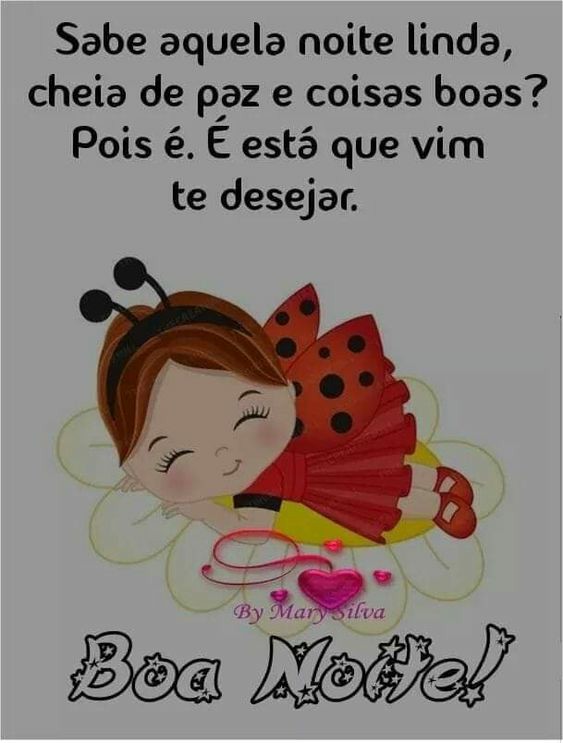 Sabe aquela noite linda,
cheia de paz e coisas boas?
Pois é. É está que vim
te desejar.
By Mary Silva
Boa Noite!